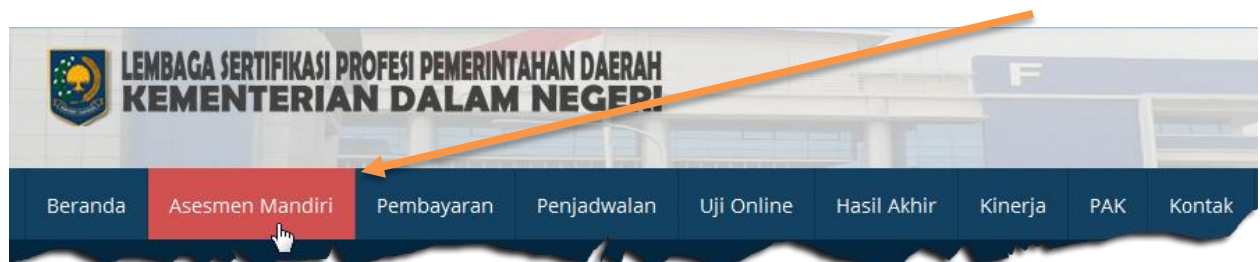 LEMBAGA SERTIFIKASI PROFESI PEMERINTAHAN DAERAH
KEMENTERIAN DALAM NEGERI
F
Beranda Asesmen Mandiri Pembayaran Penjadwalan Uji Online Hasil Akhir Kinerja PAK Kontak